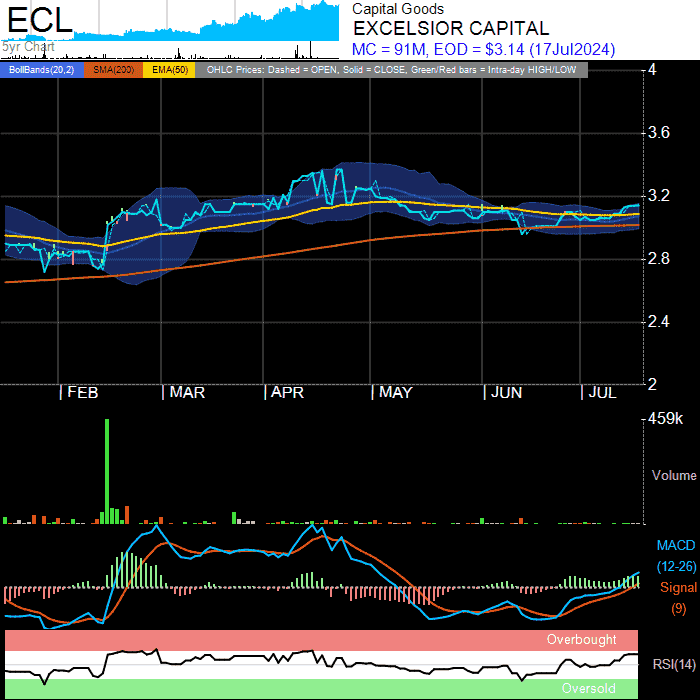 ECL
Capital Goods
EXCELSIOR CAPITAL
MC = 91M, EOD = $3.14 (17Jul2024)
5yr Chart
BollBands(20,2) SMA(200) EMA(50) OHLC Prices: Dashed = OPEN, Solid = CLOSE, Green/Red bars = Intra-day HIGH/LOW
4
3.6
3.2
2.8
2.4
2
FEB MAR APR MAY JUN JUL
459k
Volume
MACD
(12-26)
Signal
(9)
Overbought
RSI(14)
Oversold